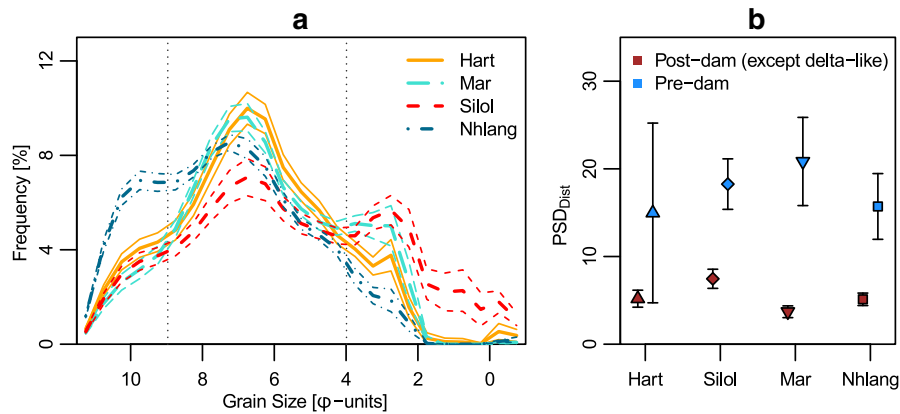 a
b
Frequency [%]
12
8
4
0
Hart
Mar
Silol
Nhlang
10
8
6
4
2
0
Grain Size [φ−units]
PSD_Dist
30
20
10
0
Post−dam (except delta−like)
Pre−dam
Hart
Silol
Mar
Nhlang